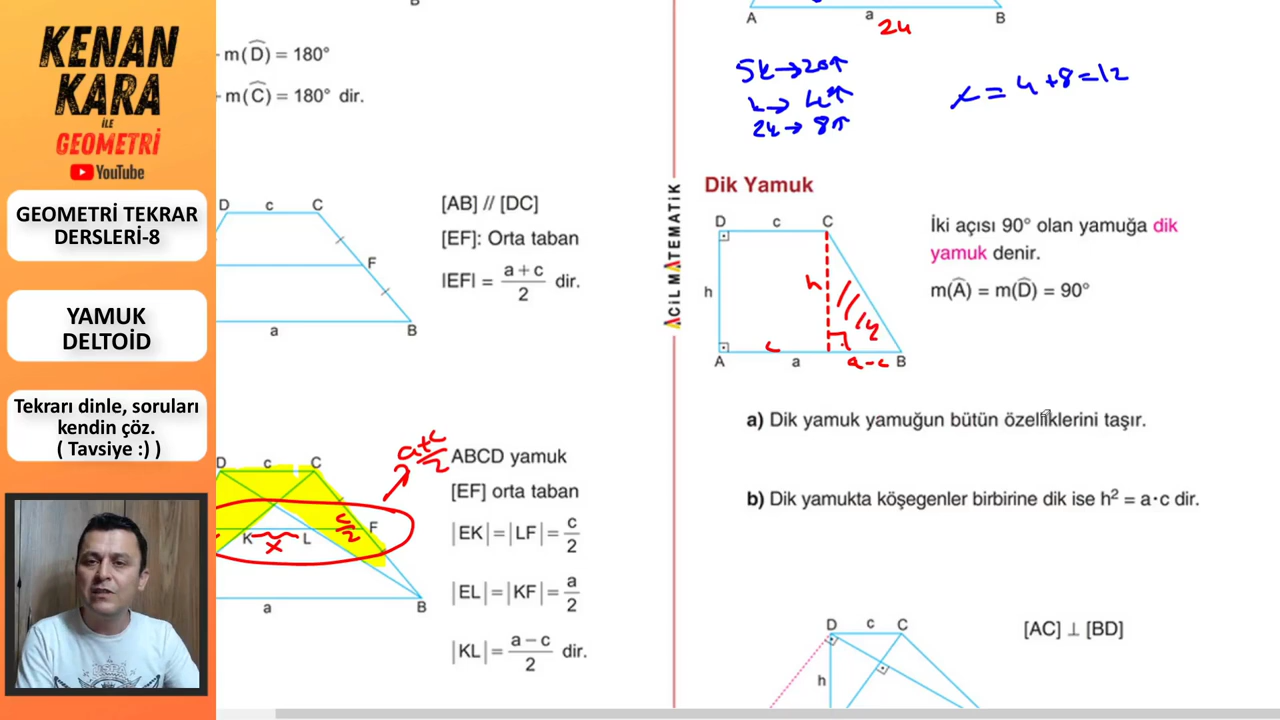 KENAN
KARA
İLE
GEOMETRİ
YouTube
GEOMETRİ TEKRAR
DERSLERİ-8
YAMUK
DELTOİD
Tekrarı dinle, soruları
kendin çöz.
( Tavsiye :) )
B
m(D) = 180°
m(C) = 180° dir.
D c C
F
a B
[AB] // [DC]
[EF]: Orta taban
|EF| = a + c / 2 dir.
D c C
a+c / 2
K L F
x
c/2
a B
ABCD yamuk
[EF] orta taban
|EK| = |LF| = c / 2
|EL| = |KF| = a / 2
|KL| = a − c / 2 dir.
A a B
24
5k → 20↑
k → 4↑
2k → 8↑
x = 4 + 8 = 12
ACİL MATEMATİK
Dik Yamuk
D c C
h h
c
A a a-c B
İki açısı 90° olan yamuğa dik
yamuk denir.
m(A) = m(D) = 90°
a) Dik yamuk yamuğun bütün özelliklerini taşır.
b) Dik yamukta köşegenler birbirine dik ise h² = a·c dir.
D c C
h
[AC] ⊥ [BD]